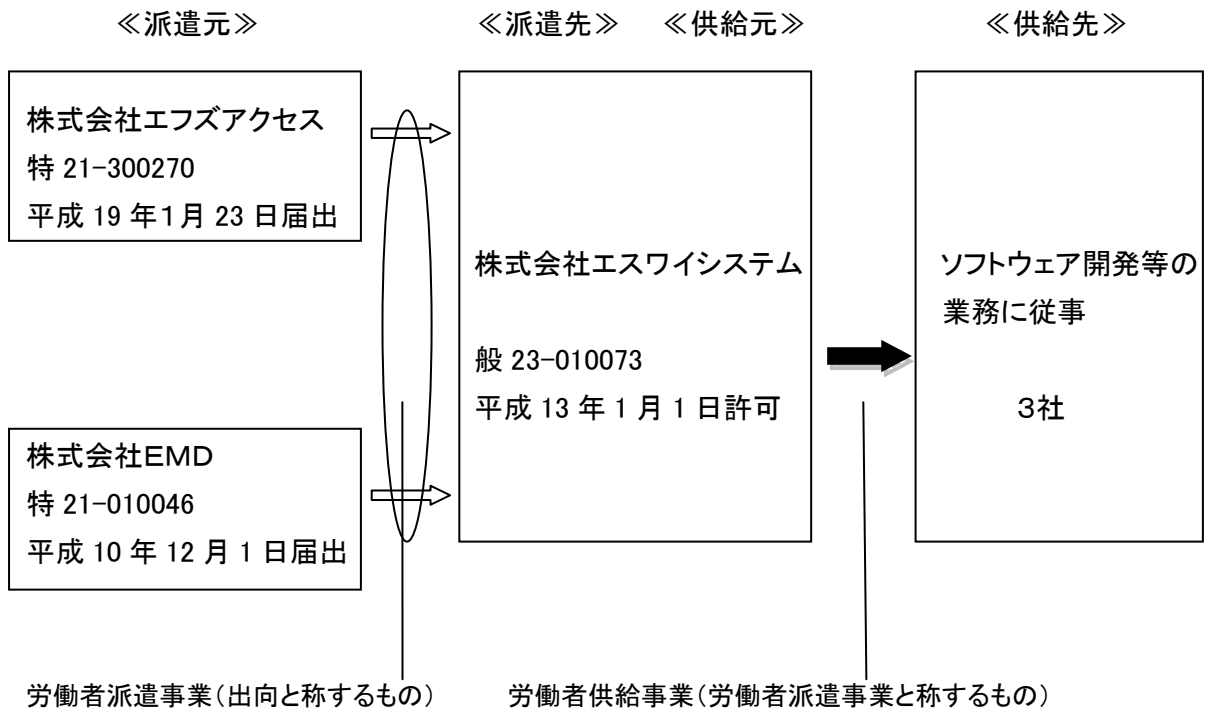 ≪派遣元≫ ≪派遣先≫ ≪供給元≫ ≪供給先≫
株式会社エフズアクセス
特 21-300270
平成 19 年1月 23 日届出
株式会社EMD
特 21-010046
平成 10 年 12 月 1 日届出
株式会社エスワイシステム
般 23-010073
平成 13 年 1 月 1 日許可
ソフトウェア開発等の
業務に従事
3社
労働者派遣事業(出向と称するもの) 労働者供給事業(労働者派遣事業と称するもの)